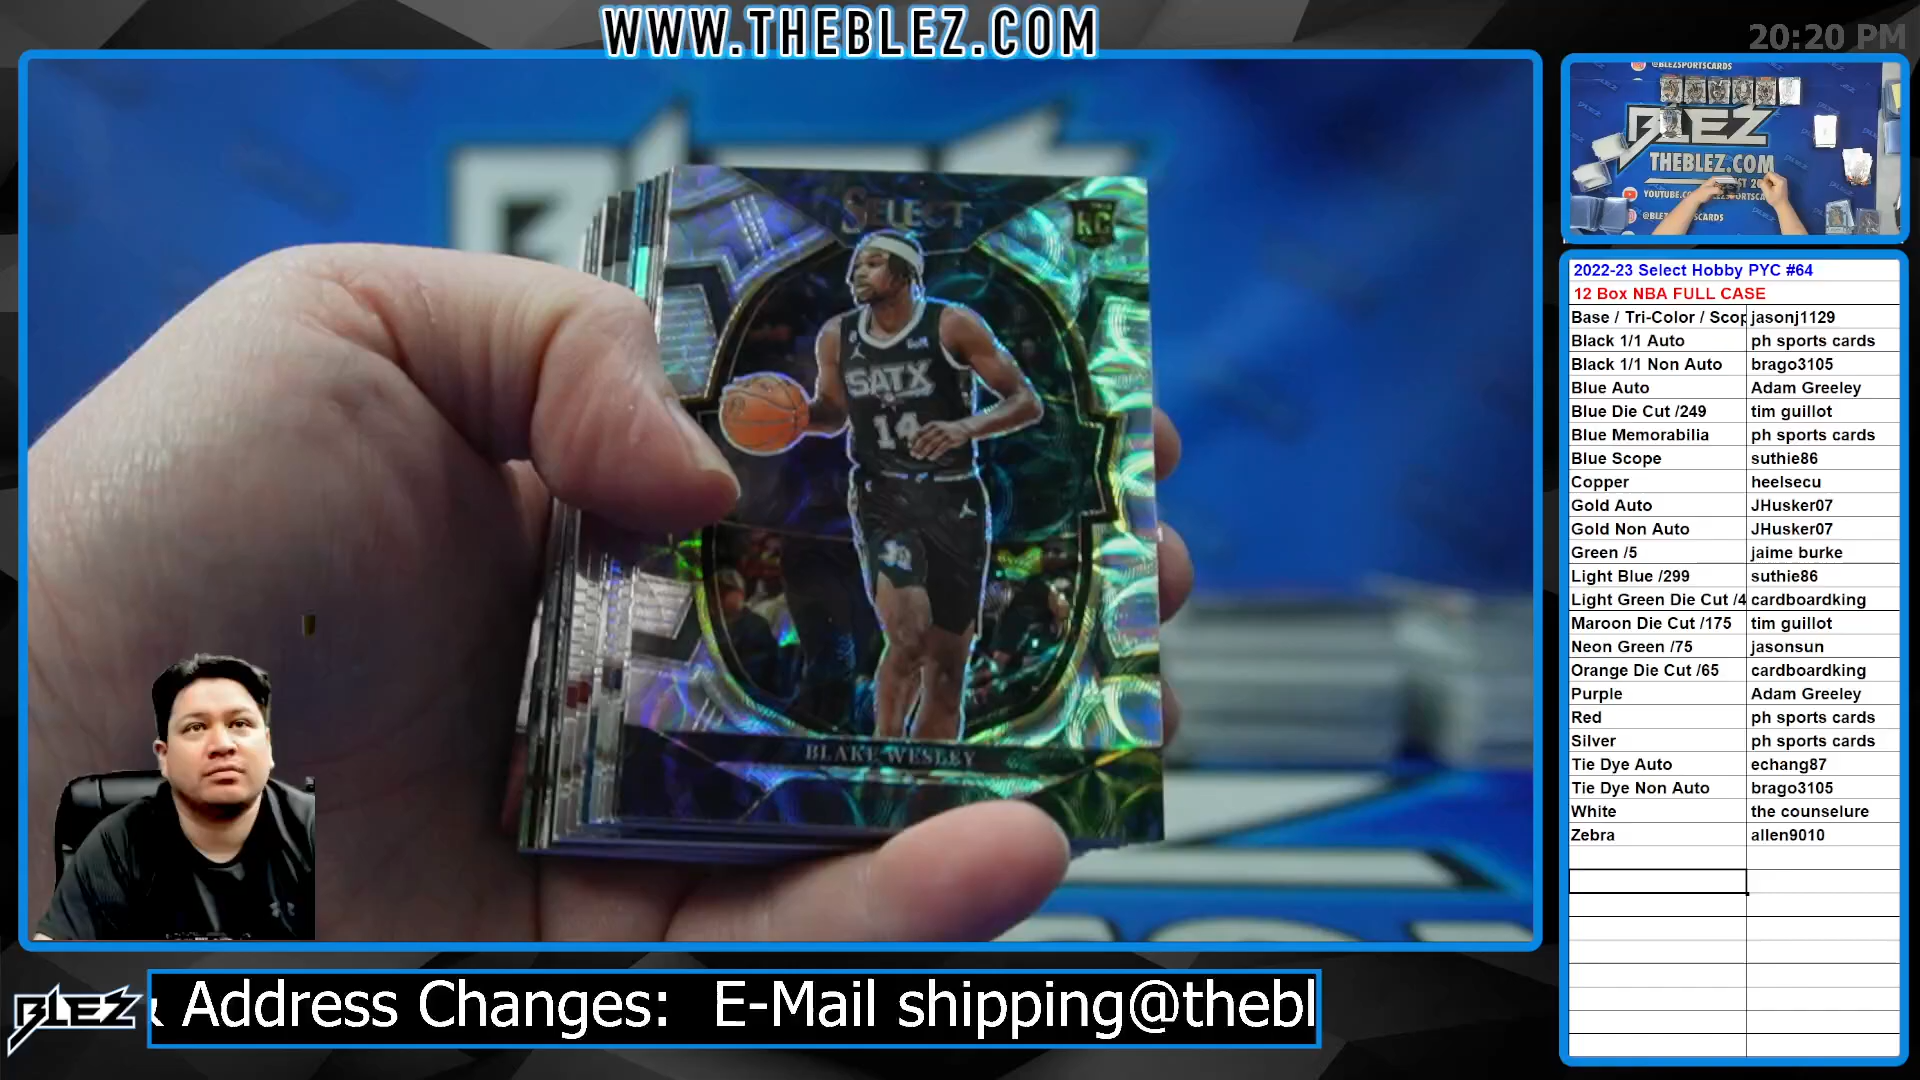 WWW.THEBLEZ.COM
20:20 PM
SELECT
RC
SATX
14
BLAKE WESLEY
@BLEZSPORTSCARDS
BLEZ
THEBLEZ.COM
2022-23 Select Hobby PYC #64
12 Box NBA FULL CASE
Base / Tri-Color / Scop jasonj1129
Black 1/1 Auto ph sports cards
Black 1/1 Non Auto brago3105
Blue Auto Adam Greeley
Blue Die Cut /249 tim guillot
Blue Memorabilia ph sports cards
Blue Scope suthie86
Copper heelsecu
Gold Auto JHusker07
Gold Non Auto JHusker07
Green /5 jaime burke
Light Blue /299 suthie86
Light Green Die Cut /4 cardboardking
Maroon Die Cut /175 tim guillot
Neon Green /75 jasonsun
Orange Die Cut /65 cardboardking
Purple Adam Greeley
Red ph sports cards
Silver ph sports cards
Tie Dye Auto echang87
Tie Dye Non Auto brago3105
White the counselure
Zebra allen9010
BLEZ
& Address Changes: E-Mail shipping@thebl